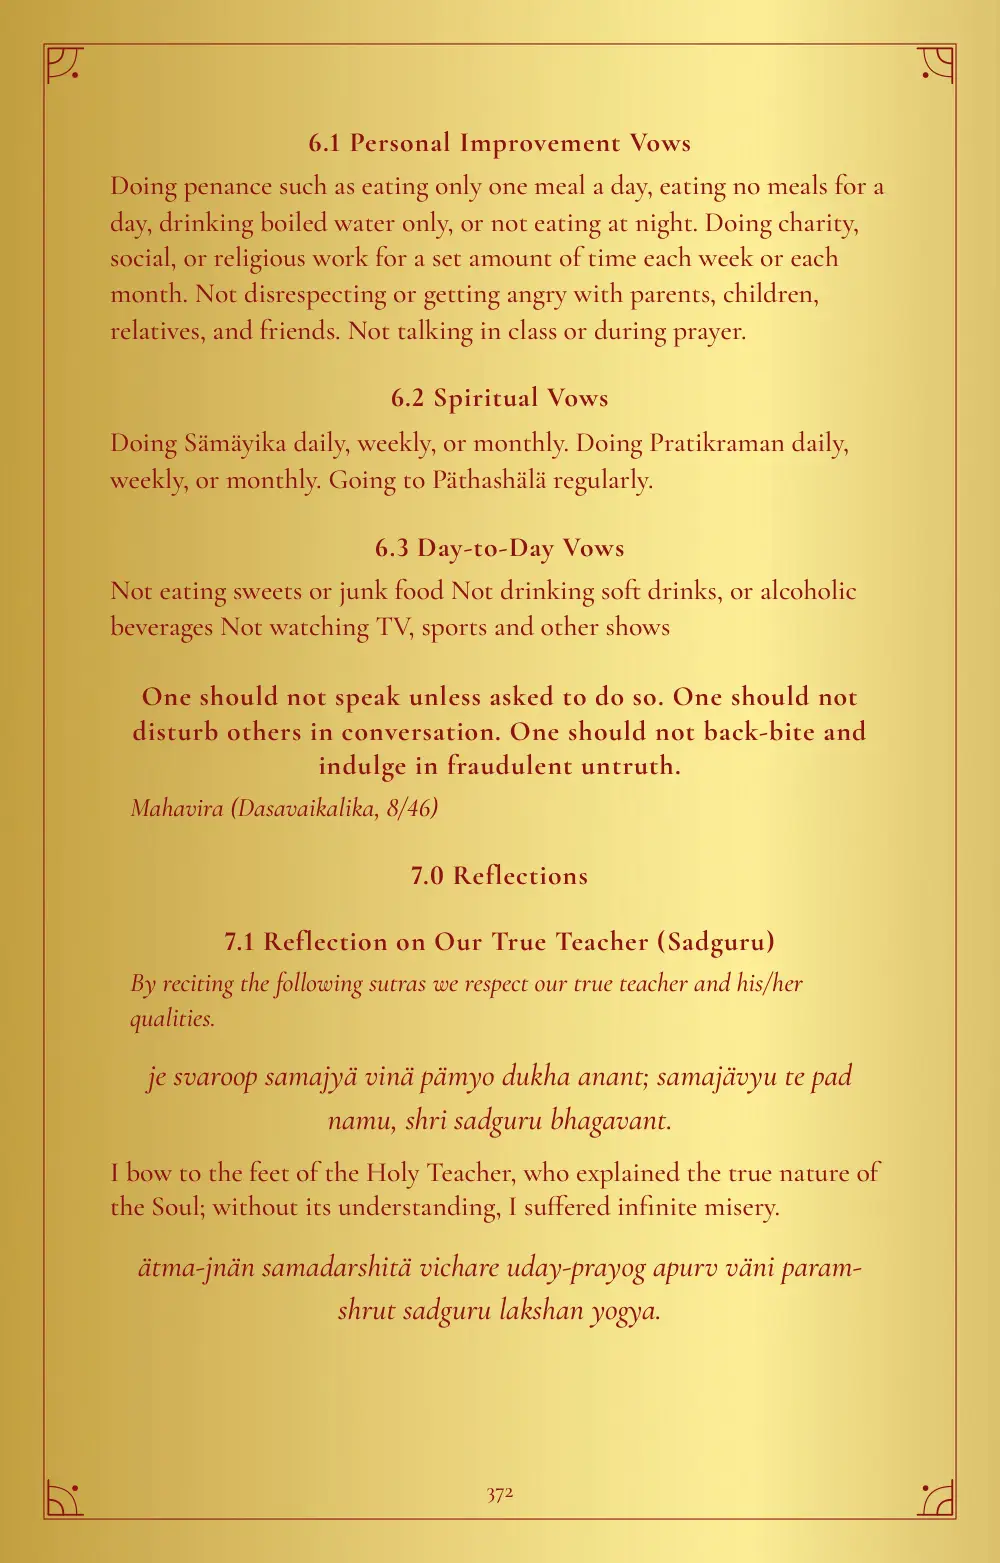 6.1 Personal Improvement Vows
Doing penance such as eating only one meal a day, eating no meals for a
day, drinking boiled water only, or not eating at night. Doing charity,
social, or religious work for a set amount of time each week or each
month. Not disrespecting or getting angry with parents, children,
relatives, and friends. Not talking in class or during prayer.
6.2 Spiritual Vows
Doing Sämäyika daily, weekly, or monthly. Doing Pratikraman daily,
weekly, or monthly. Going to Päthashälä regularly.
6.3 Day-to-Day Vows
Not eating sweets or junk food Not drinking soft drinks, or alcoholic
beverages Not watching TV, sports and other shows
One should not speak unless asked to do so. One should not
disturb others in conversation. One should not back-bite and
indulge in fraudulent untruth.
Mahavira (Dasavaikalika, 8/46)
7.0 Reflections
7.1 Reflection on Our True Teacher (Sadguru)
By reciting the following sutras we respect our true teacher and his/her
qualities.
je svaroop samajyä vinä pämyo dukha anant; samajävyu te pad
namu, shri sadguru bhagavant.
I bow to the feet of the Holy Teacher, who explained the true nature of
the Soul; without its understanding, I suffered infinite misery.
ätma-jnän samadarshitä vichare uday-prayog apurv väni param-
shrut sadguru lakshan yogya.
372